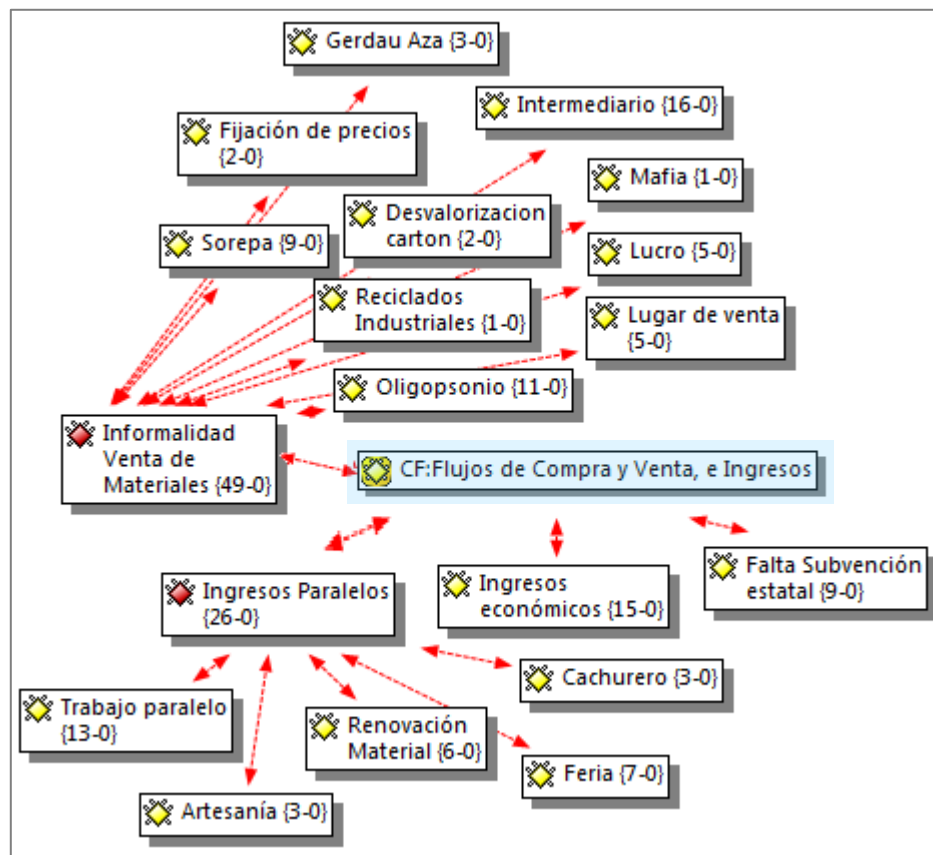 Gerdau Aza {3-0}
Intermediario {16-0}
Fijación de precios
{2-0}
Mafia {1-0}
Desvalorizacion
carton {2-0}
Sorepa {9-0}
Lucro {5-0}
Reciclados
Industriales {1-0}
Lugar de venta
{5-0}
Oligopsonio {11-0}
Informalidad
Venta de
Materiales {49-0}
CF:Flujos de Compra y Venta, e Ingresos
Ingresos Paralelos
{26-0}
Ingresos
económicos {15-0}
Falta Subvención
estatal {9-0}
Cachurero {3-0}
Trabajo paralelo
{13-0}
Renovación
Material {6-0}
Feria {7-0}
Artesanía {3-0}